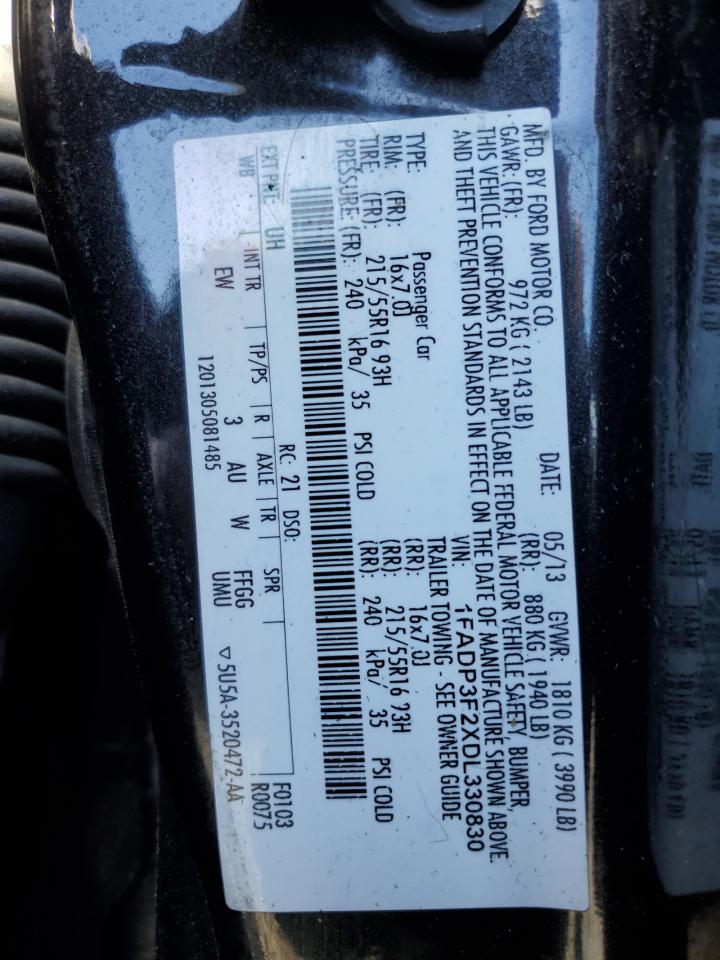 MFD. BY FORD MOTOR CO.
DATE: 05/13 GVWR: 1810 KG ( 3990 LB)
GAWR: (FR): 972 KG ( 2143 LB) (RR): 880 KG ( 1940 LB)
THIS VEHICLE CONFORMS TO ALL APPLICABLE FEDERAL MOTOR VEHICLE SAFETY, BUMPER,
AND THEFT PREVENTION STANDARDS IN EFFECT ON THE DATE OF MANUFACTURE SHOWN ABOVE.
VIN: 1FADP3F2XDL330830
TYPE: Passenger Car TRAILER TOWING - SEE OWNER GUIDE
RIM: (FR): 16x7.0J (RR): 16x7.0J
TIRE: (FR): 215/55R16 93H (RR): 215/55R16 93H
PRESSURE: (FR): 240 kPa/ 35 PSI COLD (RR): 240 kPa/ 35 PSI COLD
RC: 21 DSO: F0103
EXT PNT: UH R0075
WB INT TR TP/PS R AXLE TR SPR
EW 3 AU W FFGG
UMU
1201305081485 ▽5U5A-3520472-AA